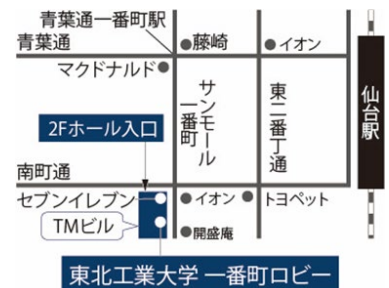 青葉通一番町駅
青葉通
藤崎
イオン
マクドナルド
サンモール
一番町
東二番丁通
仙台駅
2Fホール入口
南町通
セブンイレブン
イオン
トヨペット
TMビル
開盛庵
東北工業大学 一番町ロビー